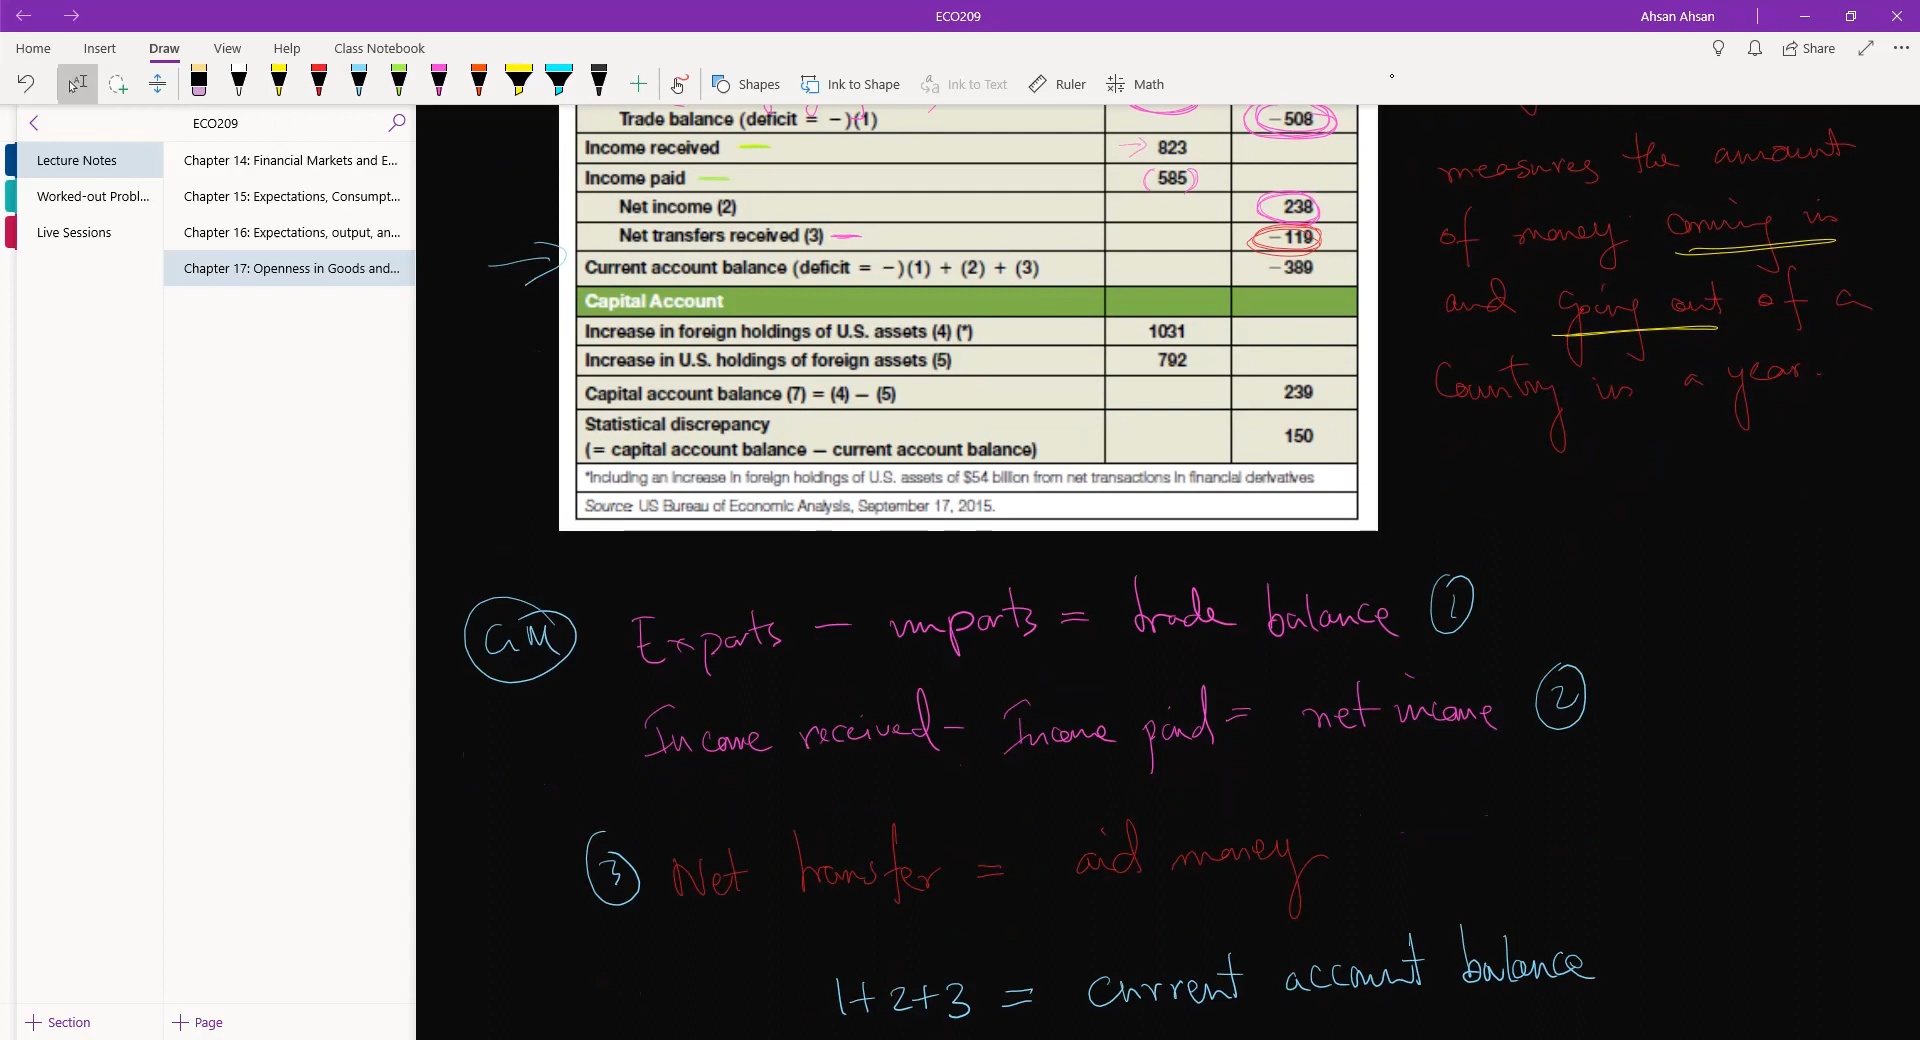 ECO209
Ahsan Ahsan
Home Insert Draw View Help Class Notebook
Share
Shapes Ink to Shape Ink to Text Ruler Math
ECO209
Lecture Notes
Worked-out Probl...
Live Sessions
Chapter 14: Financial Markets and E...
Chapter 15: Expectations, Consumpt...
Chapter 16: Expectations, output, an...
Chapter 17: Openness in Goods and...
+ Section
+ Page
Trade balance (deficit = −)(1) −508
Income received 823
Income paid 585
Net income (2) 238
Net transfers received (3) −119
Current account balance (deficit = −)(1) + (2) + (3) −389
Capital Account
Increase in foreign holdings of U.S. assets (4) (*) 1031
Increase in U.S. holdings of foreign assets (5) 792
Capital account balance (7) = (4) − (5) 239
Statistical discrepancy
(= capital account balance − current account balance) 150
*Including an increase in foreign holdings of U.S. assets of $54 billion from net transactions in financial derivatives
Source: US Bureau of Economic Analysis, September 17, 2015.
measures the amount
of money coming in
and going out of a
Country in a year.
Exports − imports = trade balance 1
Income received − Income paid = net income 2
3 Net transfer = aid money
1+2+3 = current account balance